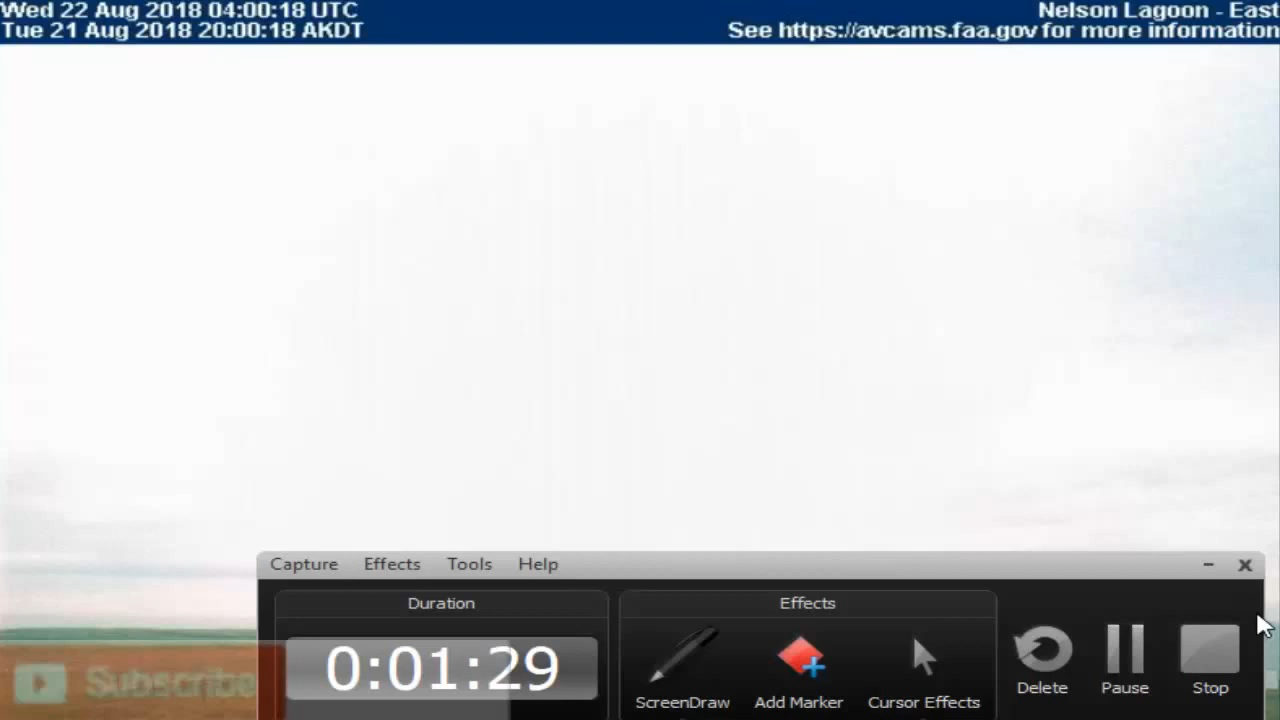 Wed 22 Aug 2018 04:00:18 UTC
Nelson Lagoon - East
Tue 21 Aug 2018 20:00:18 AKDT
See https://avcams.faa.gov for more information
Capture Effects Tools Help
Duration
Effects
0:01:29
Subscribe
ScreenDraw
Add Marker
Cursor Effects
Delete
Pause
Stop